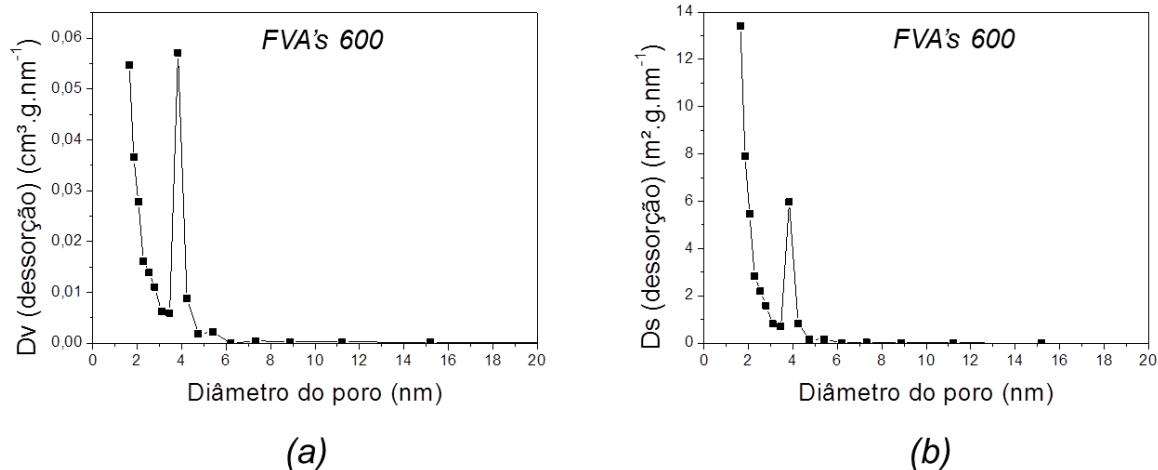 FVA's 600
0,06
0,05
0,04
0,03
0,02
0,01
0,00
Dv (dessorção) (cm³.g.nm⁻¹)
0 2 4 6 8 10 12 14 16 18 20
Diâmetro do poro (nm)
(a)
FVA's 600
14
12
10
8
6
4
2
0
Ds (dessorção) (m².g.nm⁻¹)
0 2 4 6 8 10 12 14 16 18 20
Diâmetro do poro (nm)
(b)